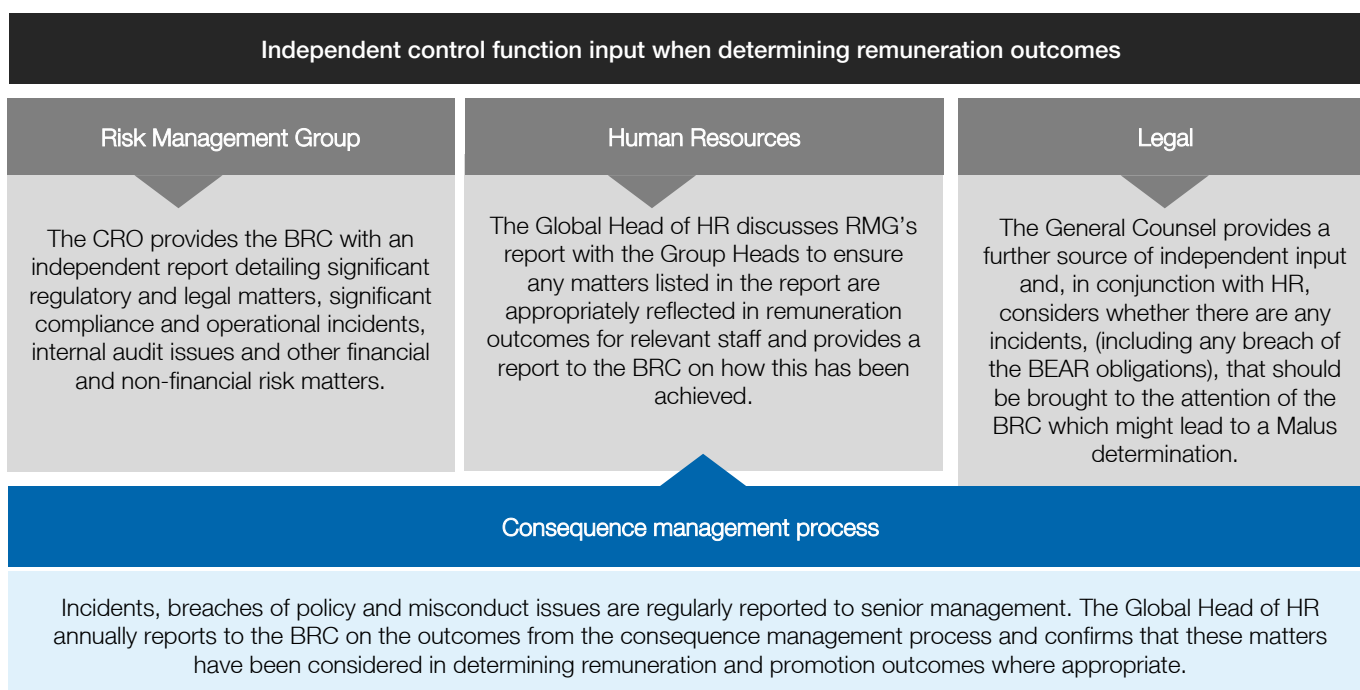 Independent control function input when determining remuneration outcomes
Risk Management Group
The CRO provides the BRC with an
independent report detailing significant
regulatory and legal matters, significant
compliance and operational incidents,
internal audit issues and other financial
and non-financial risk matters.
Human Resources
The Global Head of HR discusses RMG's
report with the Group Heads to ensure
any matters listed in the report are
appropriately reflected in remuneration
outcomes for relevant staff and provides a
report to the BRC on how this has been
achieved.
Legal
The General Counsel provides a
further source of independent input
and, in conjunction with HR,
considers whether there are any
incidents, (including any breach of
the BEAR obligations), that should
be brought to the attention of the
BRC which might lead to a Malus
determination.
Consequence management process
Incidents, breaches of policy and misconduct issues are regularly reported to senior management. The Global Head of HR
annually reports to the BRC on the outcomes from the consequence management process and confirms that these matters
have been considered in determining remuneration and promotion outcomes where appropriate.